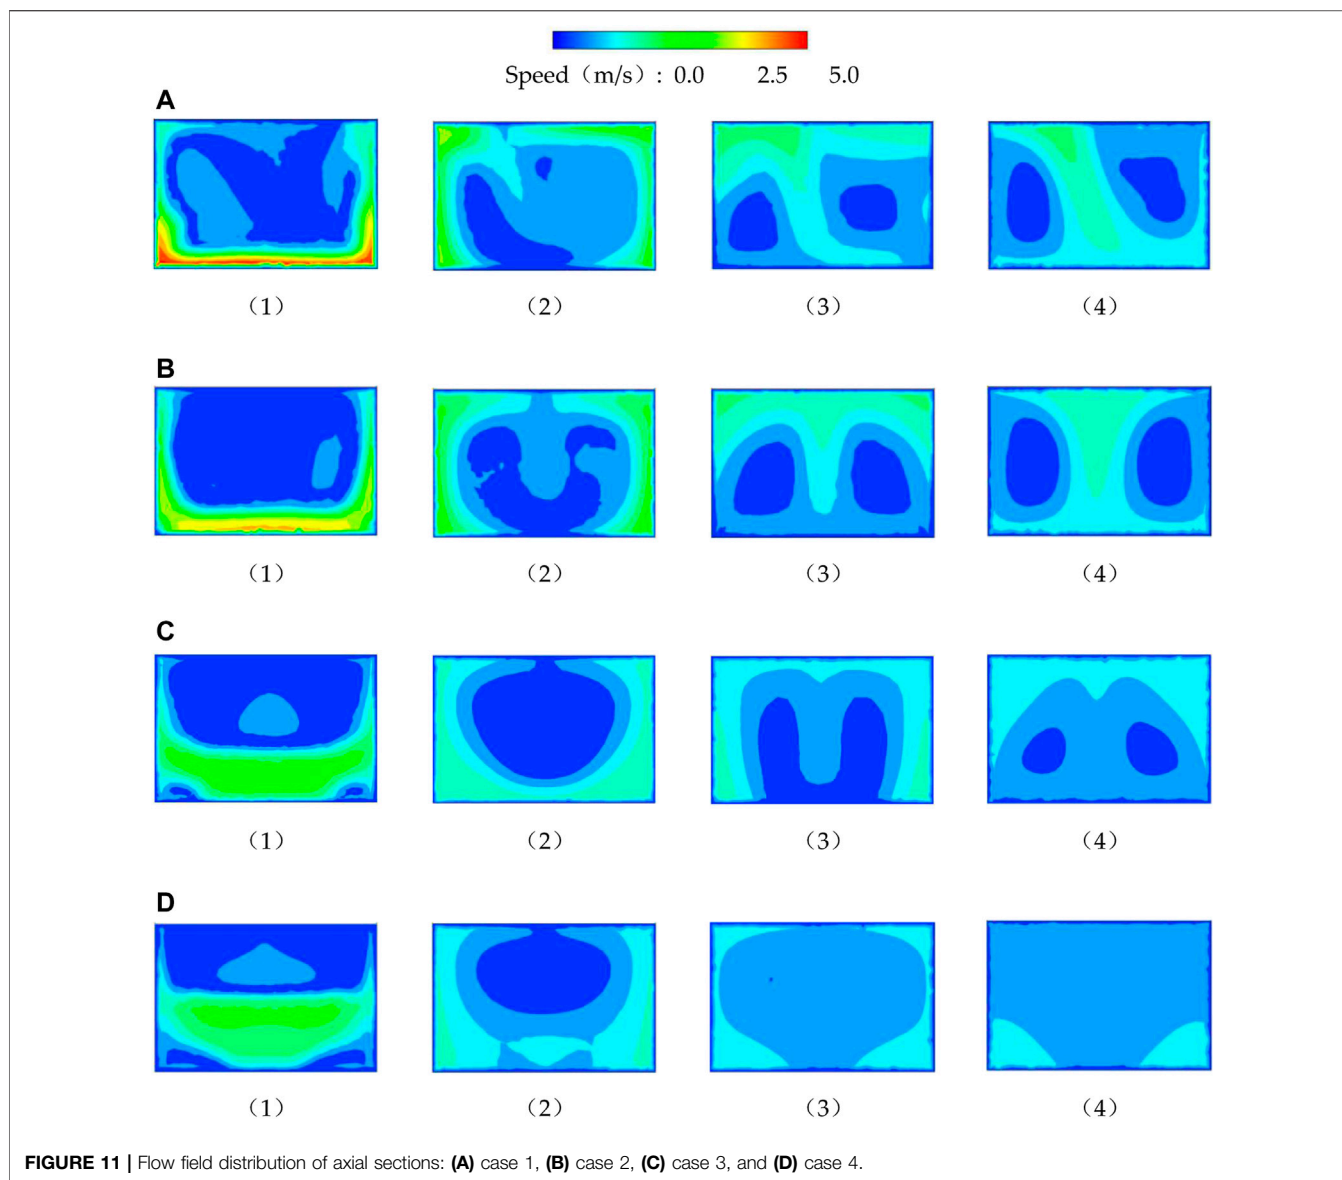 Speed（m/s）: 0.0 2.5 5.0
A
（1） （2） （3） （4）
B
（1） （2） （3） （4）
C
（1） （2） （3） （4）
D
（1） （2） （3） （4）
FIGURE 11 | Flow field distribution of axial sections: (A) case 1, (B) case 2, (C) case 3, and (D) case 4.